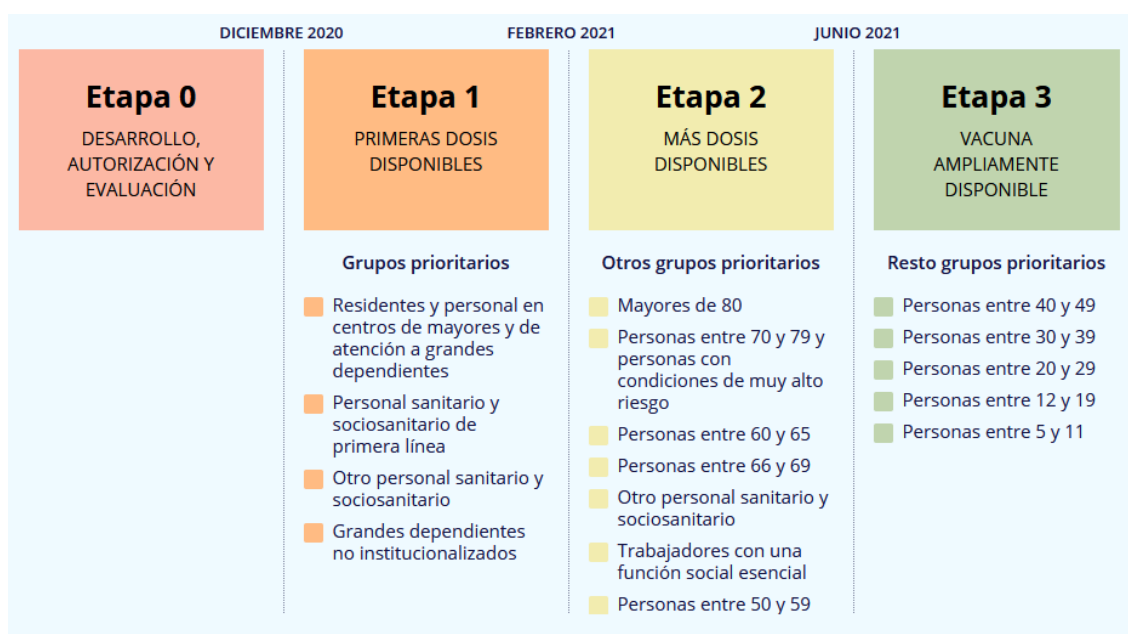 DICIEMBRE 2020
FEBRERO 2021
JUNIO 2021
Etapa 0
DESARROLLO,
AUTORIZACIÓN Y
EVALUACIÓN
Etapa 1
PRIMERAS DOSIS
DISPONIBLES
Grupos prioritarios
Residentes y personal en
centros de mayores y de
atención a grandes
dependientes
Personal sanitario y
sociosanitario de
primera línea
Otro personal sanitario y
sociosanitario
Grandes dependientes
no institucionalizados
Etapa 2
MÁS DOSIS
DISPONIBLES
Otros grupos prioritarios
Mayores de 80
Personas entre 70 y 79 y
personas con
condiciones de muy alto
riesgo
Personas entre 60 y 65
Personas entre 66 y 69
Otro personal sanitario y
sociosanitario
Trabajadores con una
función social esencial
Personas entre 50 y 59
Etapa 3
VACUNA
AMPLIAMENTE
DISPONIBLE
Resto grupos prioritarios
Personas entre 40 y 49
Personas entre 30 y 39
Personas entre 20 y 29
Personas entre 12 y 19
Personas entre 5 y 11